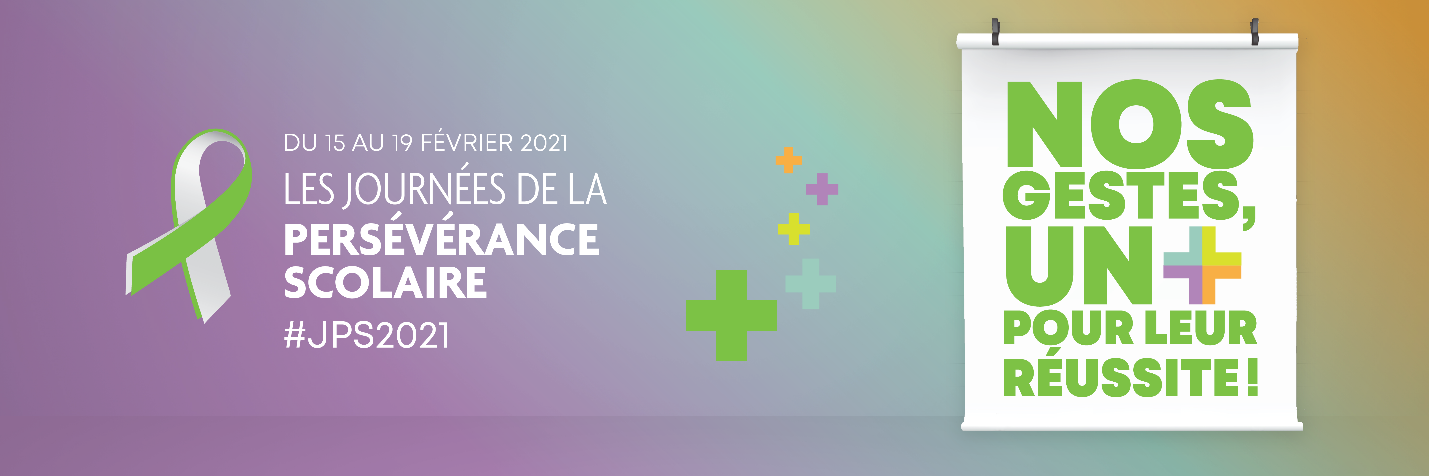 DU 15 AU 19 FÉVRIER 2021
LES JOURNÉES DE LA
PERSÉVÉRANCE
SCOLAIRE
#JPS2021
NOS
GESTES,
UN +
POUR LEUR
RÉUSSITE !